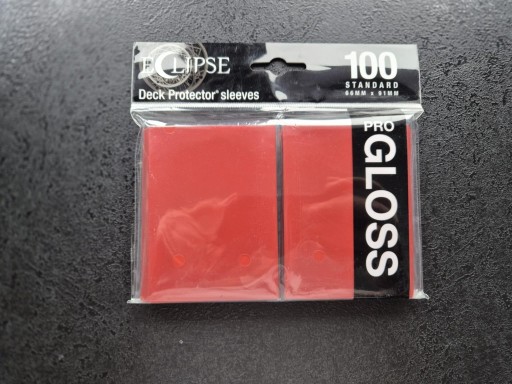 ECLIPSE
Deck Protector® sleeves
100
STANDARD
66MM x 91MM
PRO
GLOSS